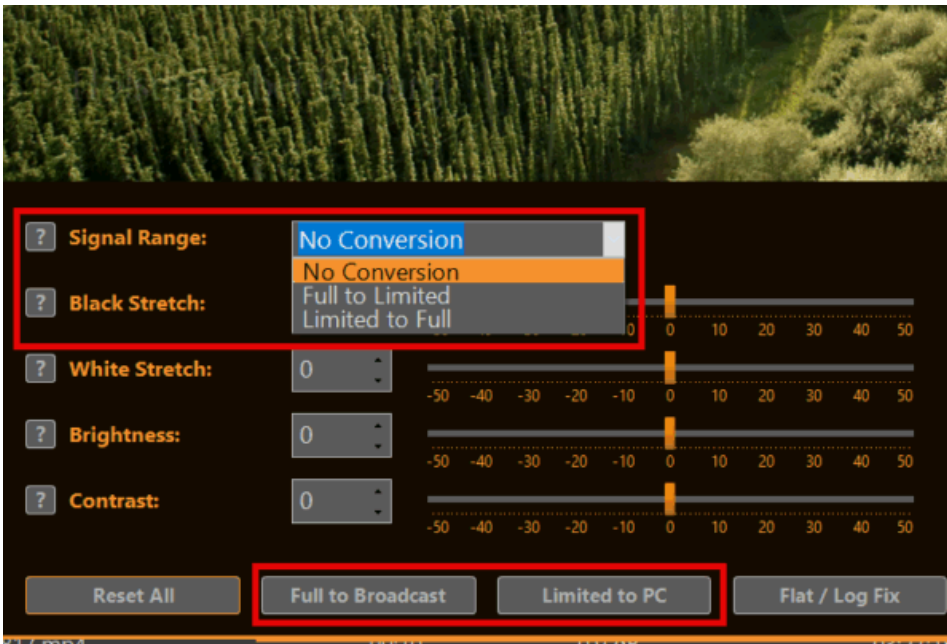 ? Signal Range: No Conversion
No Conversion
Full to Limited
Limited to Full
? Black Stretch:
0 10 20 30 40 50
? White Stretch: 0
-50 -40 -30 -20 -10 0 10 20 30 40 50
? Brightness: 0
-50 -40 -30 -20 -10 0 10 20 30 40 50
? Contrast: 0
-50 -40 -30 -20 -10 0 10 20 30 40 50
Reset All Full to Broadcast Limited to PC Flat / Log Fix